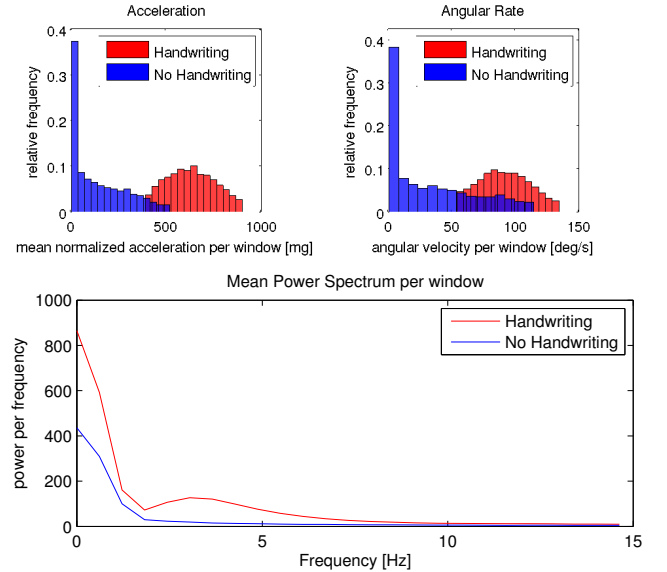 Acceleration
relative frequency
0.4
0.3
0.2
0.1
0
Handwriting
No Handwriting
0
500
1000
mean normalized acceleration per window [mg]
Angular Rate
relative frequency
0.4
0.3
0.2
0.1
0
Handwriting
No Handwriting
0
50
100
150
angular velocity per window [deg/s]
Mean Power Spectrum per window
power per frequency
1000
800
600
400
200
0
Handwriting
No Handwriting
0
5
10
15
Frequency [Hz]